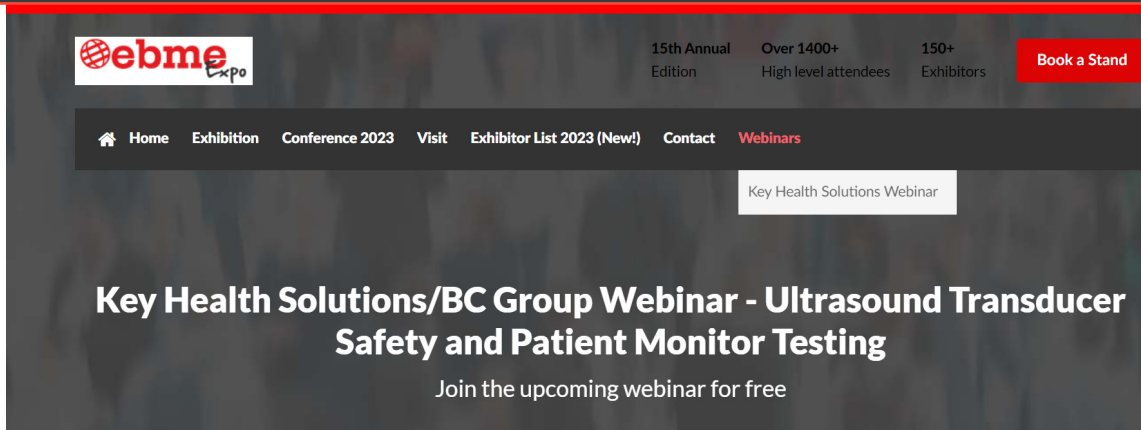 ebme
Expo
15th Annual Over 1400+ 150+
Edition High level attendees Exhibitors
Book a Stand
Home Exhibition Conference 2023 Visit Exhibitor List 2023 (New!) Contact Webinars
Key Health Solutions Webinar
Key Health Solutions/BC Group Webinar - Ultrasound Transducer
Safety and Patient Monitor Testing
Join the upcoming webinar for free